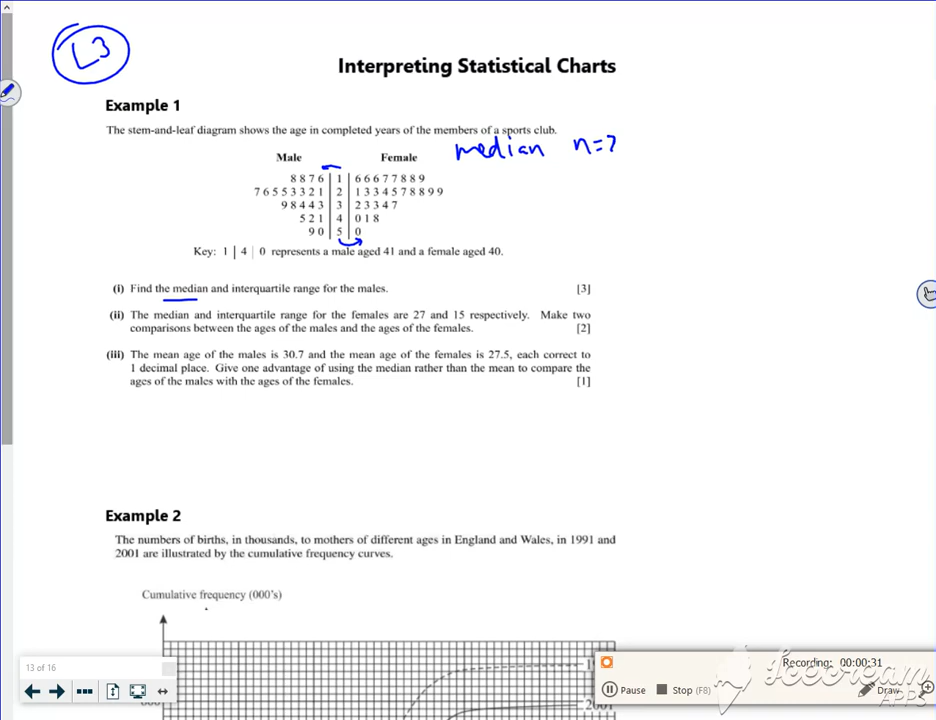 L3
Interpreting Statistical Charts
Example 1
The stem-and-leaf diagram shows the age in completed years of the members of a sports club.
median n=?
Male Female
8 8 7 6 | 1 | 6 6 6 7 7 8 8 9
7 6 5 5 3 3 2 1 | 2 | 1 3 3 4 5 7 8 8 9 9
9 8 4 4 3 | 3 | 2 3 3 4 7
5 2 1 | 4 | 0 1 8
9 0 | 5 | 0
Key: 1 | 4 | 0 represents a male aged 41 and a female aged 40.
(i) Find the median and interquartile range for the males. [3]
(ii) The median and interquartile range for the females are 27 and 15 respectively. Make two
comparisons between the ages of the males and the ages of the females. [2]
(iii) The mean age of the males is 30.7 and the mean age of the females is 27.5, each correct to
1 decimal place. Give one advantage of using the median rather than the mean to compare the
ages of the males with the ages of the females. [1]
Example 2
The numbers of births, in thousands, to mothers of different ages in England and Wales, in 1991 and
2001 are illustrated by the cumulative frequency curves.
Cumulative frequency (000's)
13 of 16
Recording: 00:00:31
Pause Stop (F8) Draw
2001
Icecream
APPS